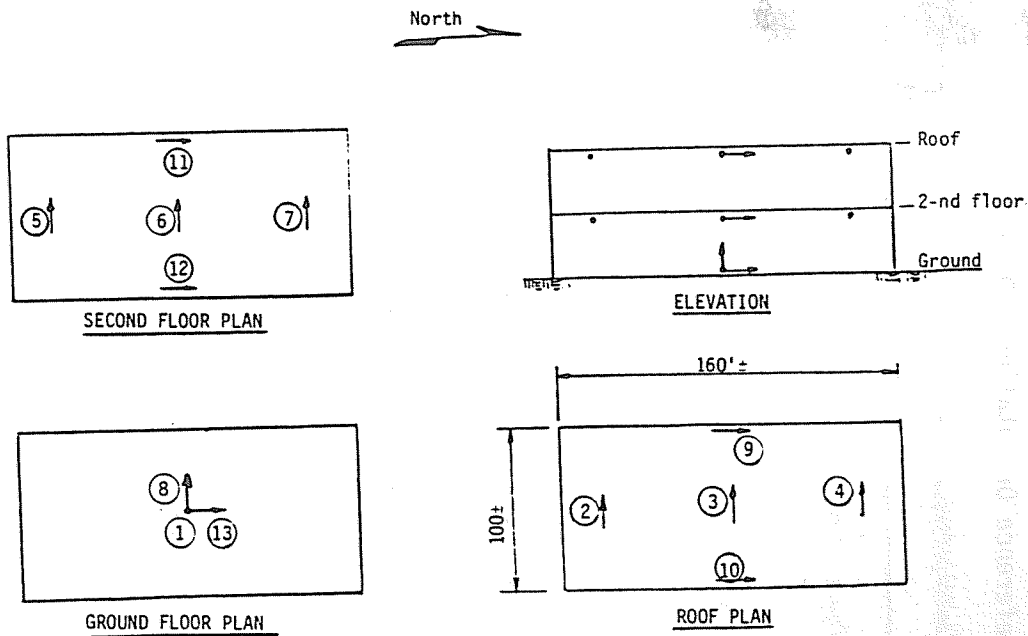 North
11
5
6
7
12
SECOND FLOOR PLAN
Roof
2-nd floor
Ground
ELEVATION
8
1
13
GROUND FLOOR PLAN
160'±
100±
9
2
3
4
10
ROOF PLAN